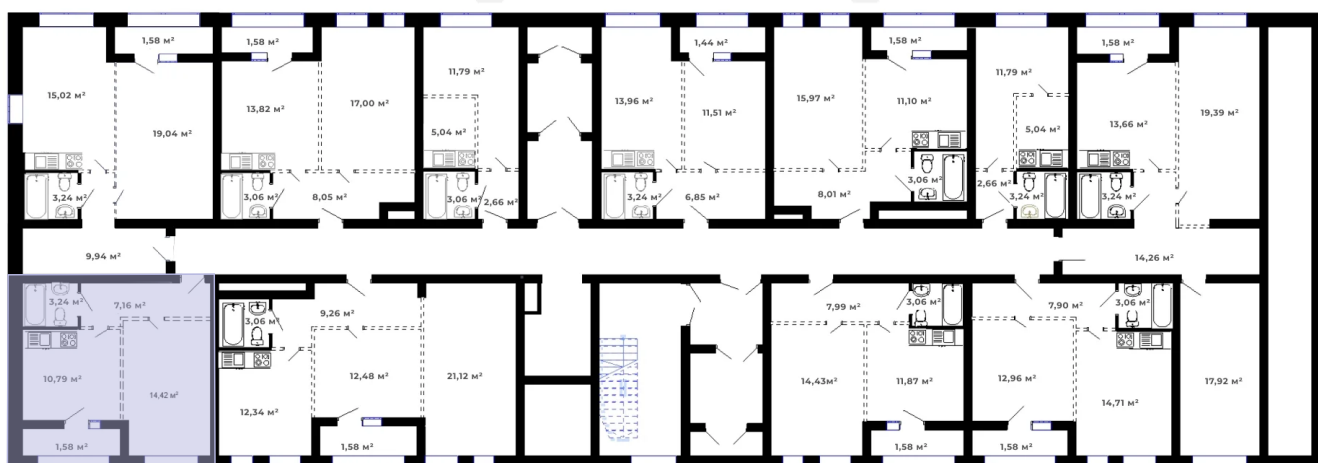 1,58 м²
1,58 м²
1,44 м²
1,58 м²
1,58 м²
15,02 м²
19,04 м²
13,82 м²
17,00 м²
11,79 м²
5,04 м²
13,96 м²
11,51 м²
15,97 м²
11,10 м²
11,79 м²
5,04 м²
13,66 м²
19,39 м²
3,24 м²
3,06 м²
8,05 м²
3,06 м²
2,66 м²
3,24 м²
6,85 м²
8,01 м²
3,06 м²
2,66 м²
3,24 м²
3,24 м²
9,94 м²
14,26 м²
3,24 м²
7,16 м²
10,79 м²
14,42 м²
1,58 м²
3,06 м²
9,26 м²
12,48 м²
21,12 м²
12,34 м²
1,58 м²
7,99 м²
3,06 м²
14,43м²
11,87 м²
1,58 м²
7,90 м²
3,06 м²
12,96 м²
14,71 м²
1,58 м²
17,92 м²